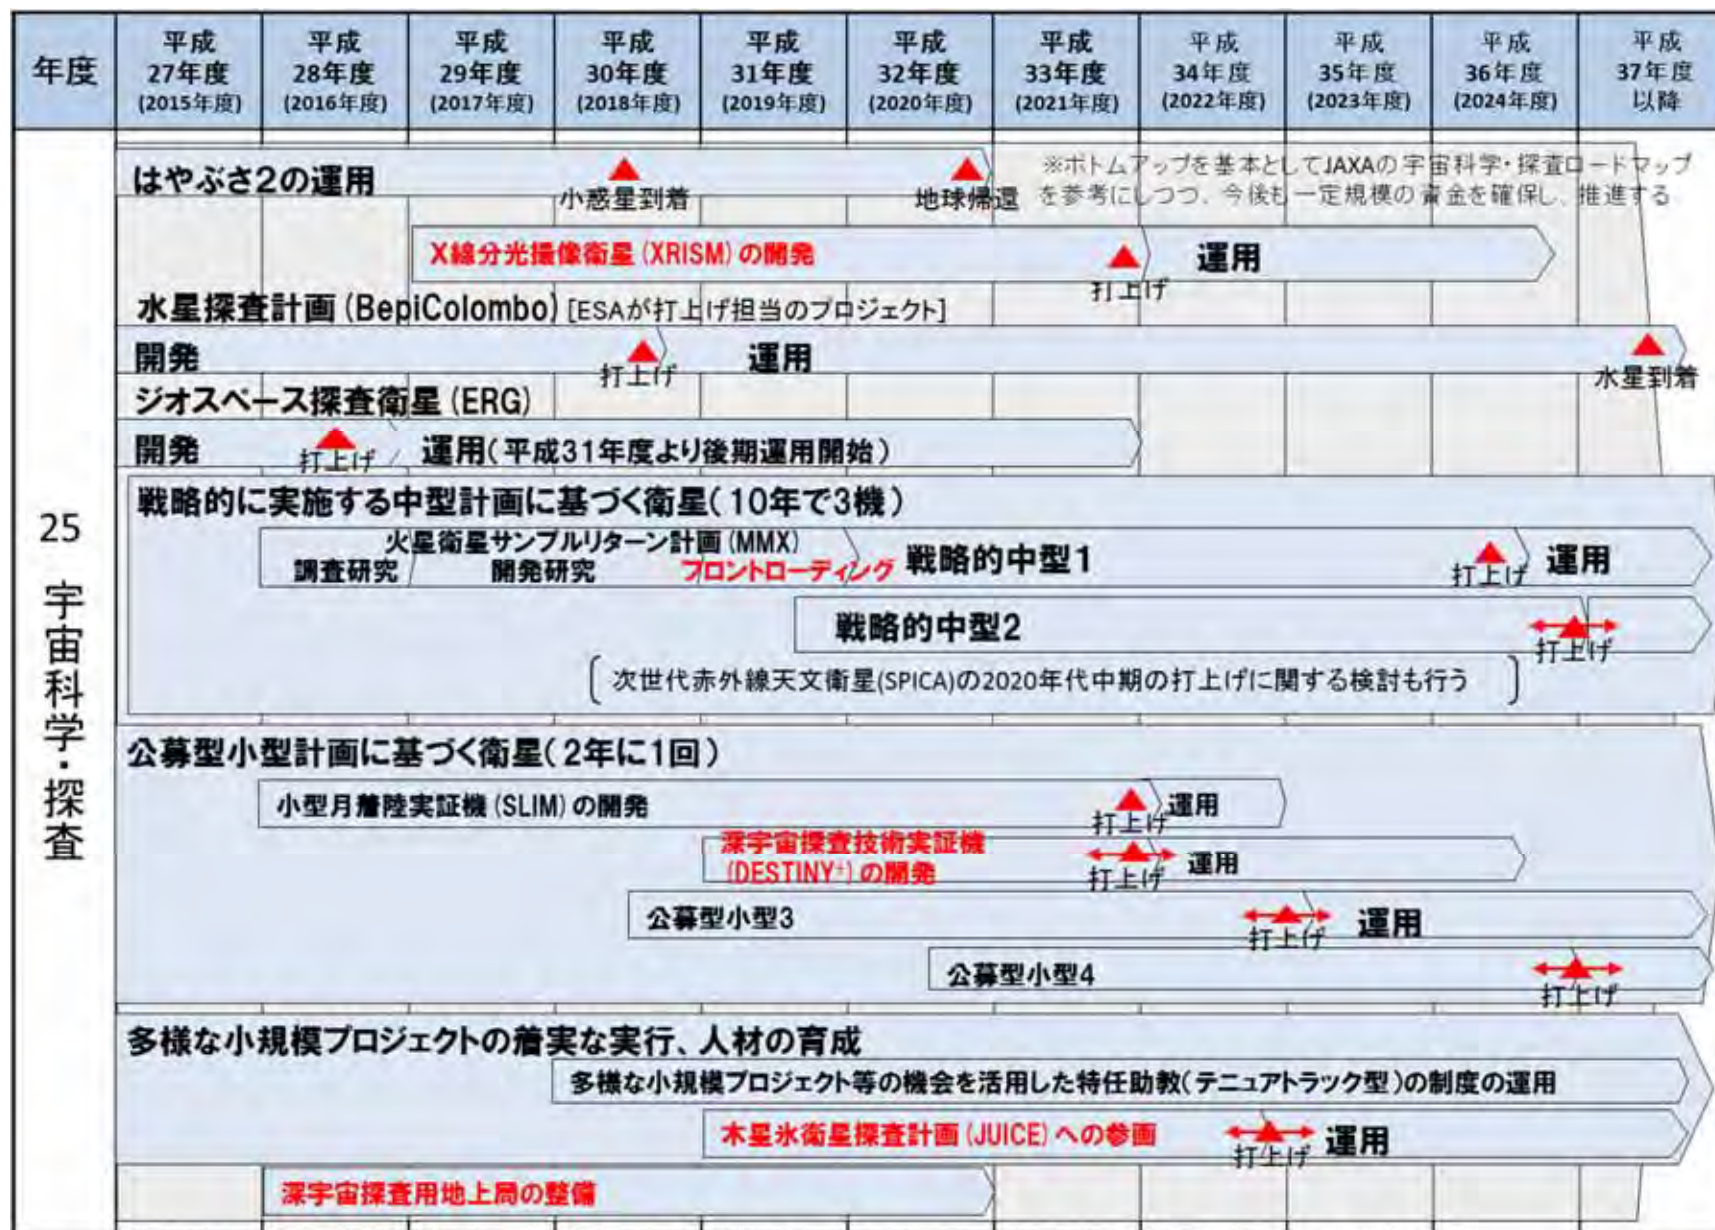 年度
平成
27年度
(2015年度)
平成
28年度
(2016年度)
平成
29年度
(2017年度)
平成
30年度
(2018年度)
平成
31年度
(2019年度)
平成
32年度
(2020年度)
平成
33年度
(2021年度)
平成
34年度
(2022年度)
平成
35年度
(2023年度)
平成
36年度
(2024年度)
平成
37年度
以降
25 宇宙科学・探査
はやぶさ2の運用
小惑星到着
地球帰還
※ボトムアップを基本としてJAXAの宇宙科学・探査ロードマップ
を参考にしつつ、今後も一定規模の資金を確保し、推進する
X線分光撮像衛星(XRISM)の開発
打上げ
運用
水星探査計画(BepiColombo)[ESAが打上げ担当のプロジェクト]
開発
打上げ
運用
水星到着
ジオスペース探査衛星(ERG)
開発
打上げ
運用(平成31年度より後期運用開始)
戦略的に実施する中型計画に基づく衛星(10年で3機)
火星衛星サンプルリターン計画(MMX)
調査研究
開発研究
フロントローディング
戦略的中型1
打上げ
運用
戦略的中型2
打上げ
次世代赤外線天文衛星(SPICA)の2020年代中期の打上げに関する検討も行う
公募型小型計画に基づく衛星(2年に1回)
小型月着陸実証機(SLIM)の開発
打上げ
運用
深宇宙探査技術実証機
(DESTINY⁺)の開発
打上げ
運用
公募型小型3
打上げ
運用
公募型小型4
打上げ
多様な小規模プロジェクトの着実な実行、人材の育成
多様な小規模プロジェクト等の機会を活用した特任助教(テニュアトラック型)の制度の運用
木星氷衛星探査計画(JUICE)への参画
打上げ
運用
深宇宙探査用地上局の整備